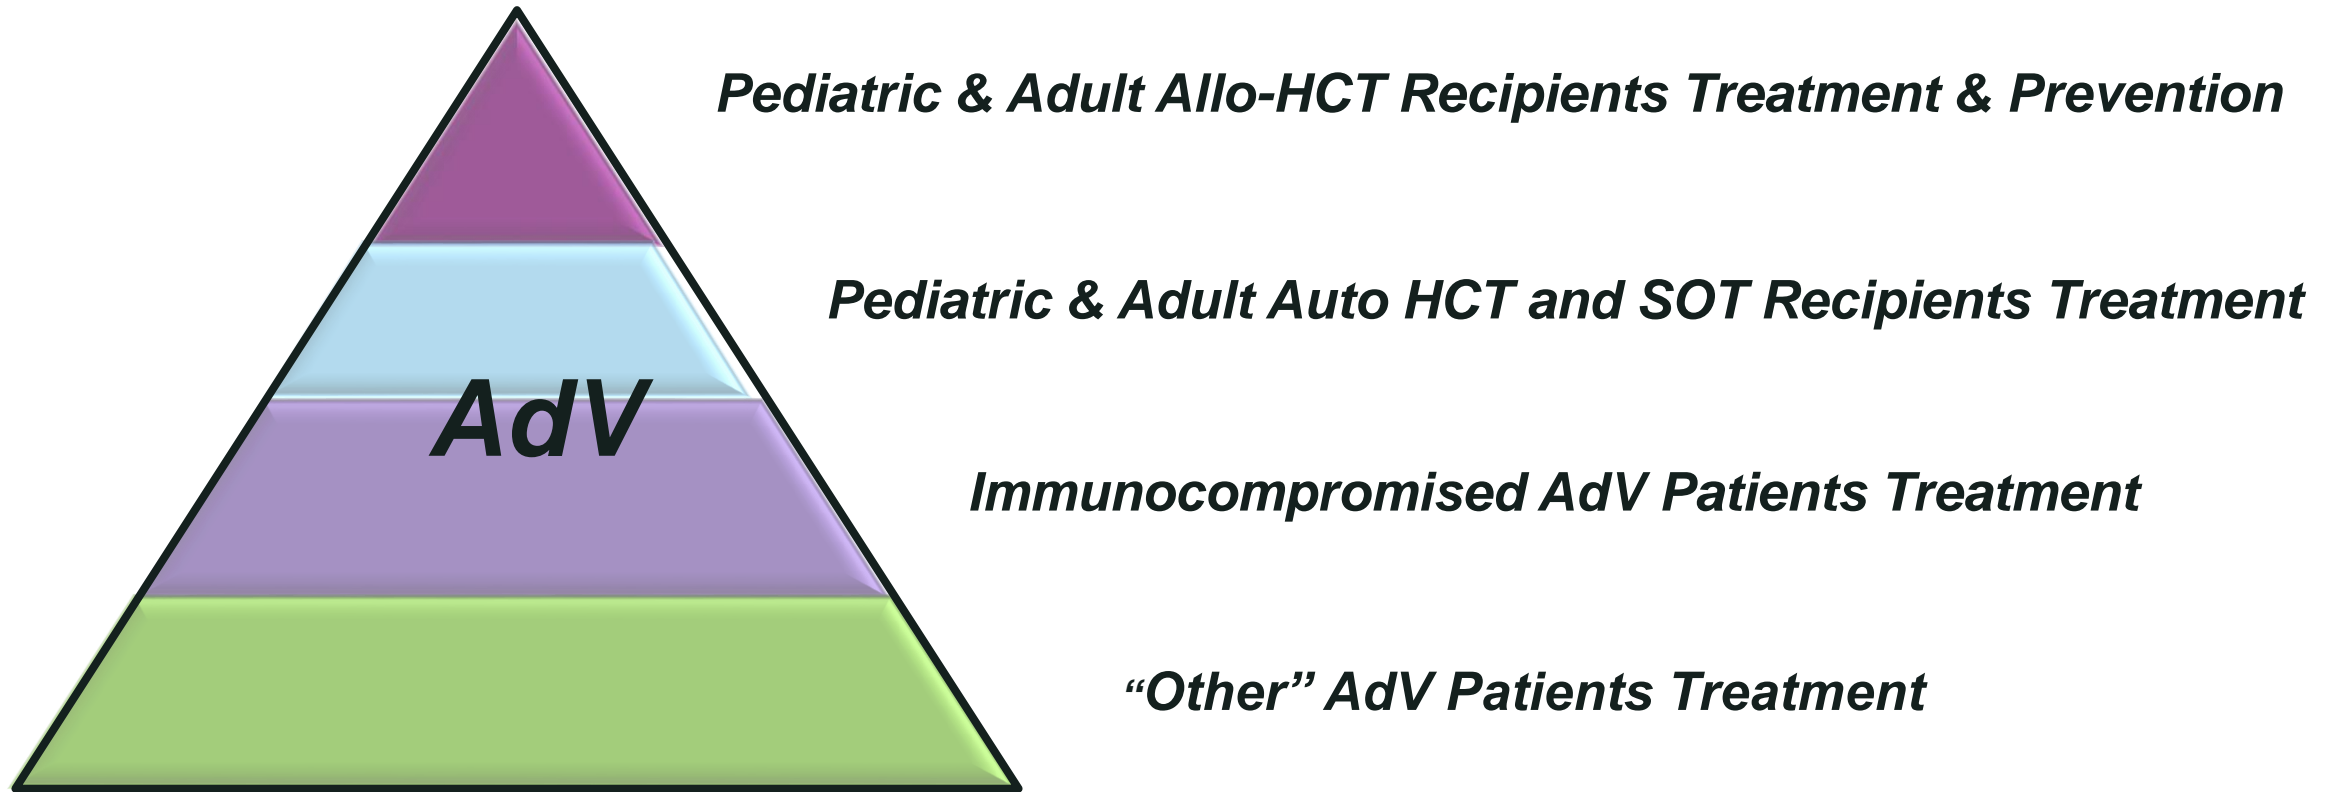 Pediatric & Adult Allo-HCT Recipients Treatment & Prevention
Pediatric & Adult Auto HCT and SOT Recipients Treatment
AdV
Immunocompromised AdV Patients Treatment
“Other” AdV Patients Treatment